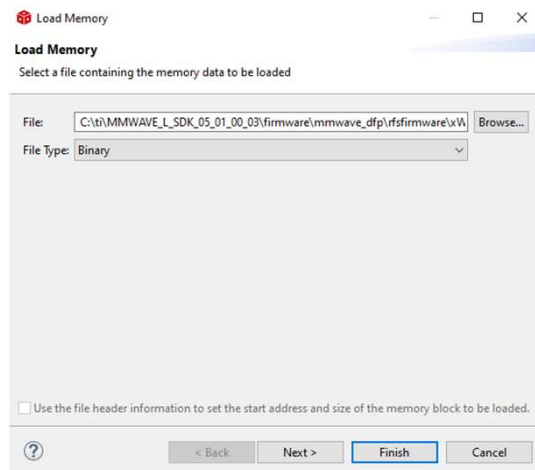 Load Memory
Load Memory
Select a file containing the memory data to be loaded
File: C:\ti\MMWAVE_L_SDK_05_01_00_03\firmware\mmwave_dfp\rfsfirmware\xW Browse...
File Type: Binary
Use the file header information to set the start address and size of the memory block to be loaded.
? < Back Next > Finish Cancel